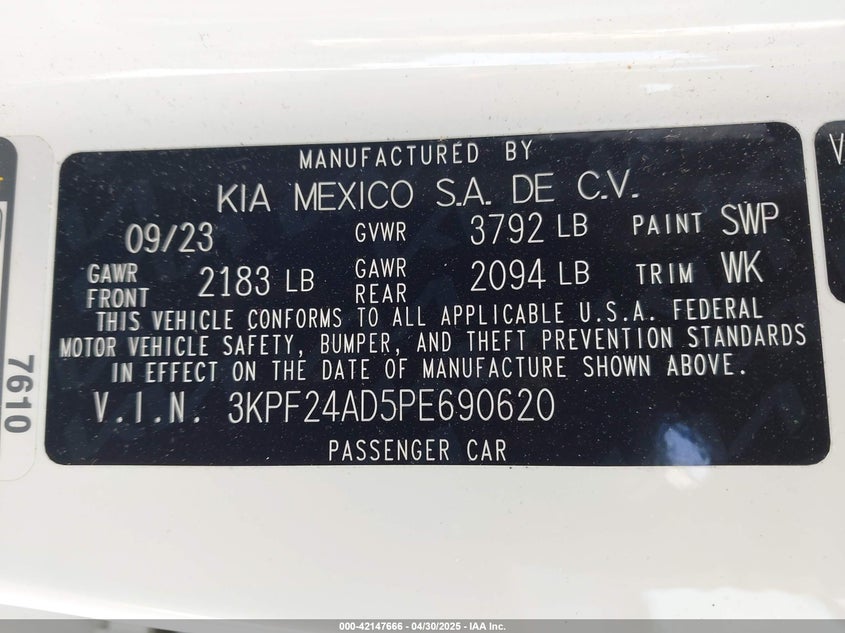 MANUFACTURED BY
KIA MEXICO S.A. DE C.V.
09/23 GVWR 3792 LB PAINT SWP
GAWR FRONT 2183 LB GAWR REAR 2094 LB TRIM WK
THIS VEHICLE CONFORMS TO ALL APPLICABLE U.S.A. FEDERAL
MOTOR VEHICLE SAFETY, BUMPER, AND THEFT PREVENTION STANDARDS
IN EFFECT ON THE DATE OF MANUFACTURE SHOWN ABOVE.
V.I.N. 3KPF24AD5PE690620
PASSENGER CAR
7610
V
000-42147666 - 04/30/2025 - IAA Inc.